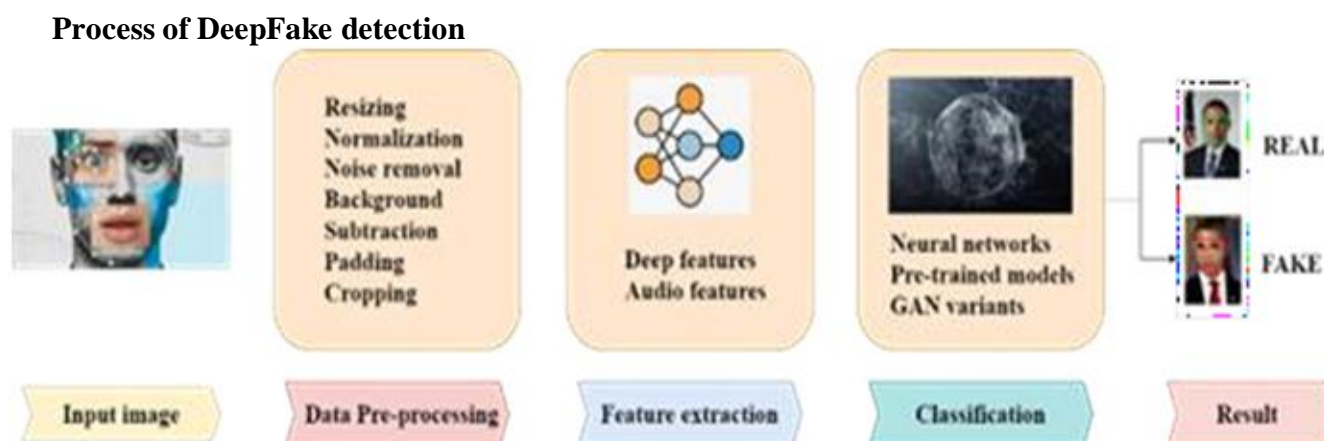 Process of DeepFake detection
Resizing
Normalization
Noise removal
Background
Subtraction
Padding
Cropping
Deep features
Audio features
Neural networks
Pre-trained models
GAN variants
REAL
FAKE
Input image
Data Pre-processing
Feature extraction
Classification
Result